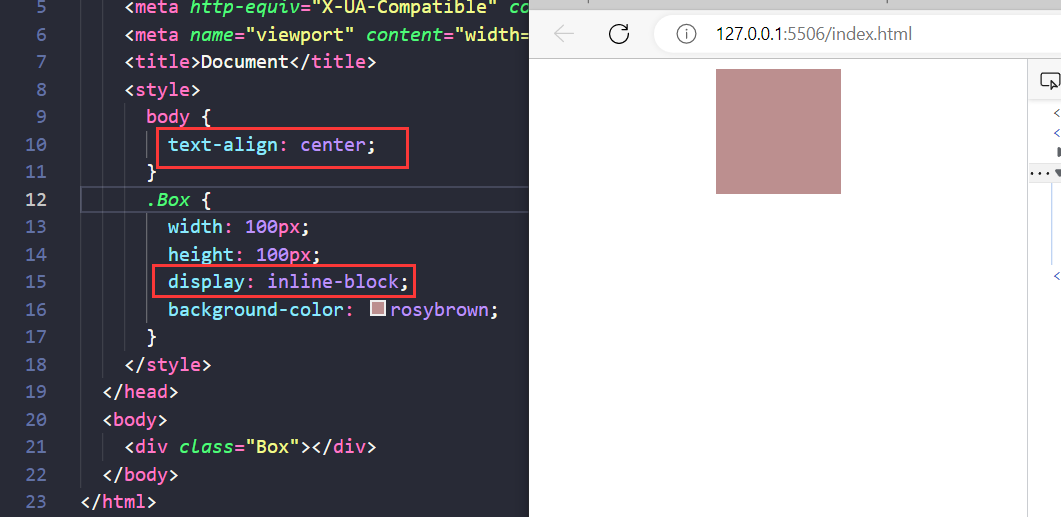 5 <meta http-equiv="X-UA-Compatible" co
6 <meta name="viewport" content="width=
7 <title>Document</title>
8 <style>
9 body {
10 text-align: center;
11 }
12 .Box {
13 width: 100px;
14 height: 100px;
15 display: inline-block;
16 background-color: rosybrown;
17 }
18 </style>
19 </head>
20 <body>
21 <div class="Box"></div>
22 </body>
23 </html>
127.0.0.1:5506/index.html